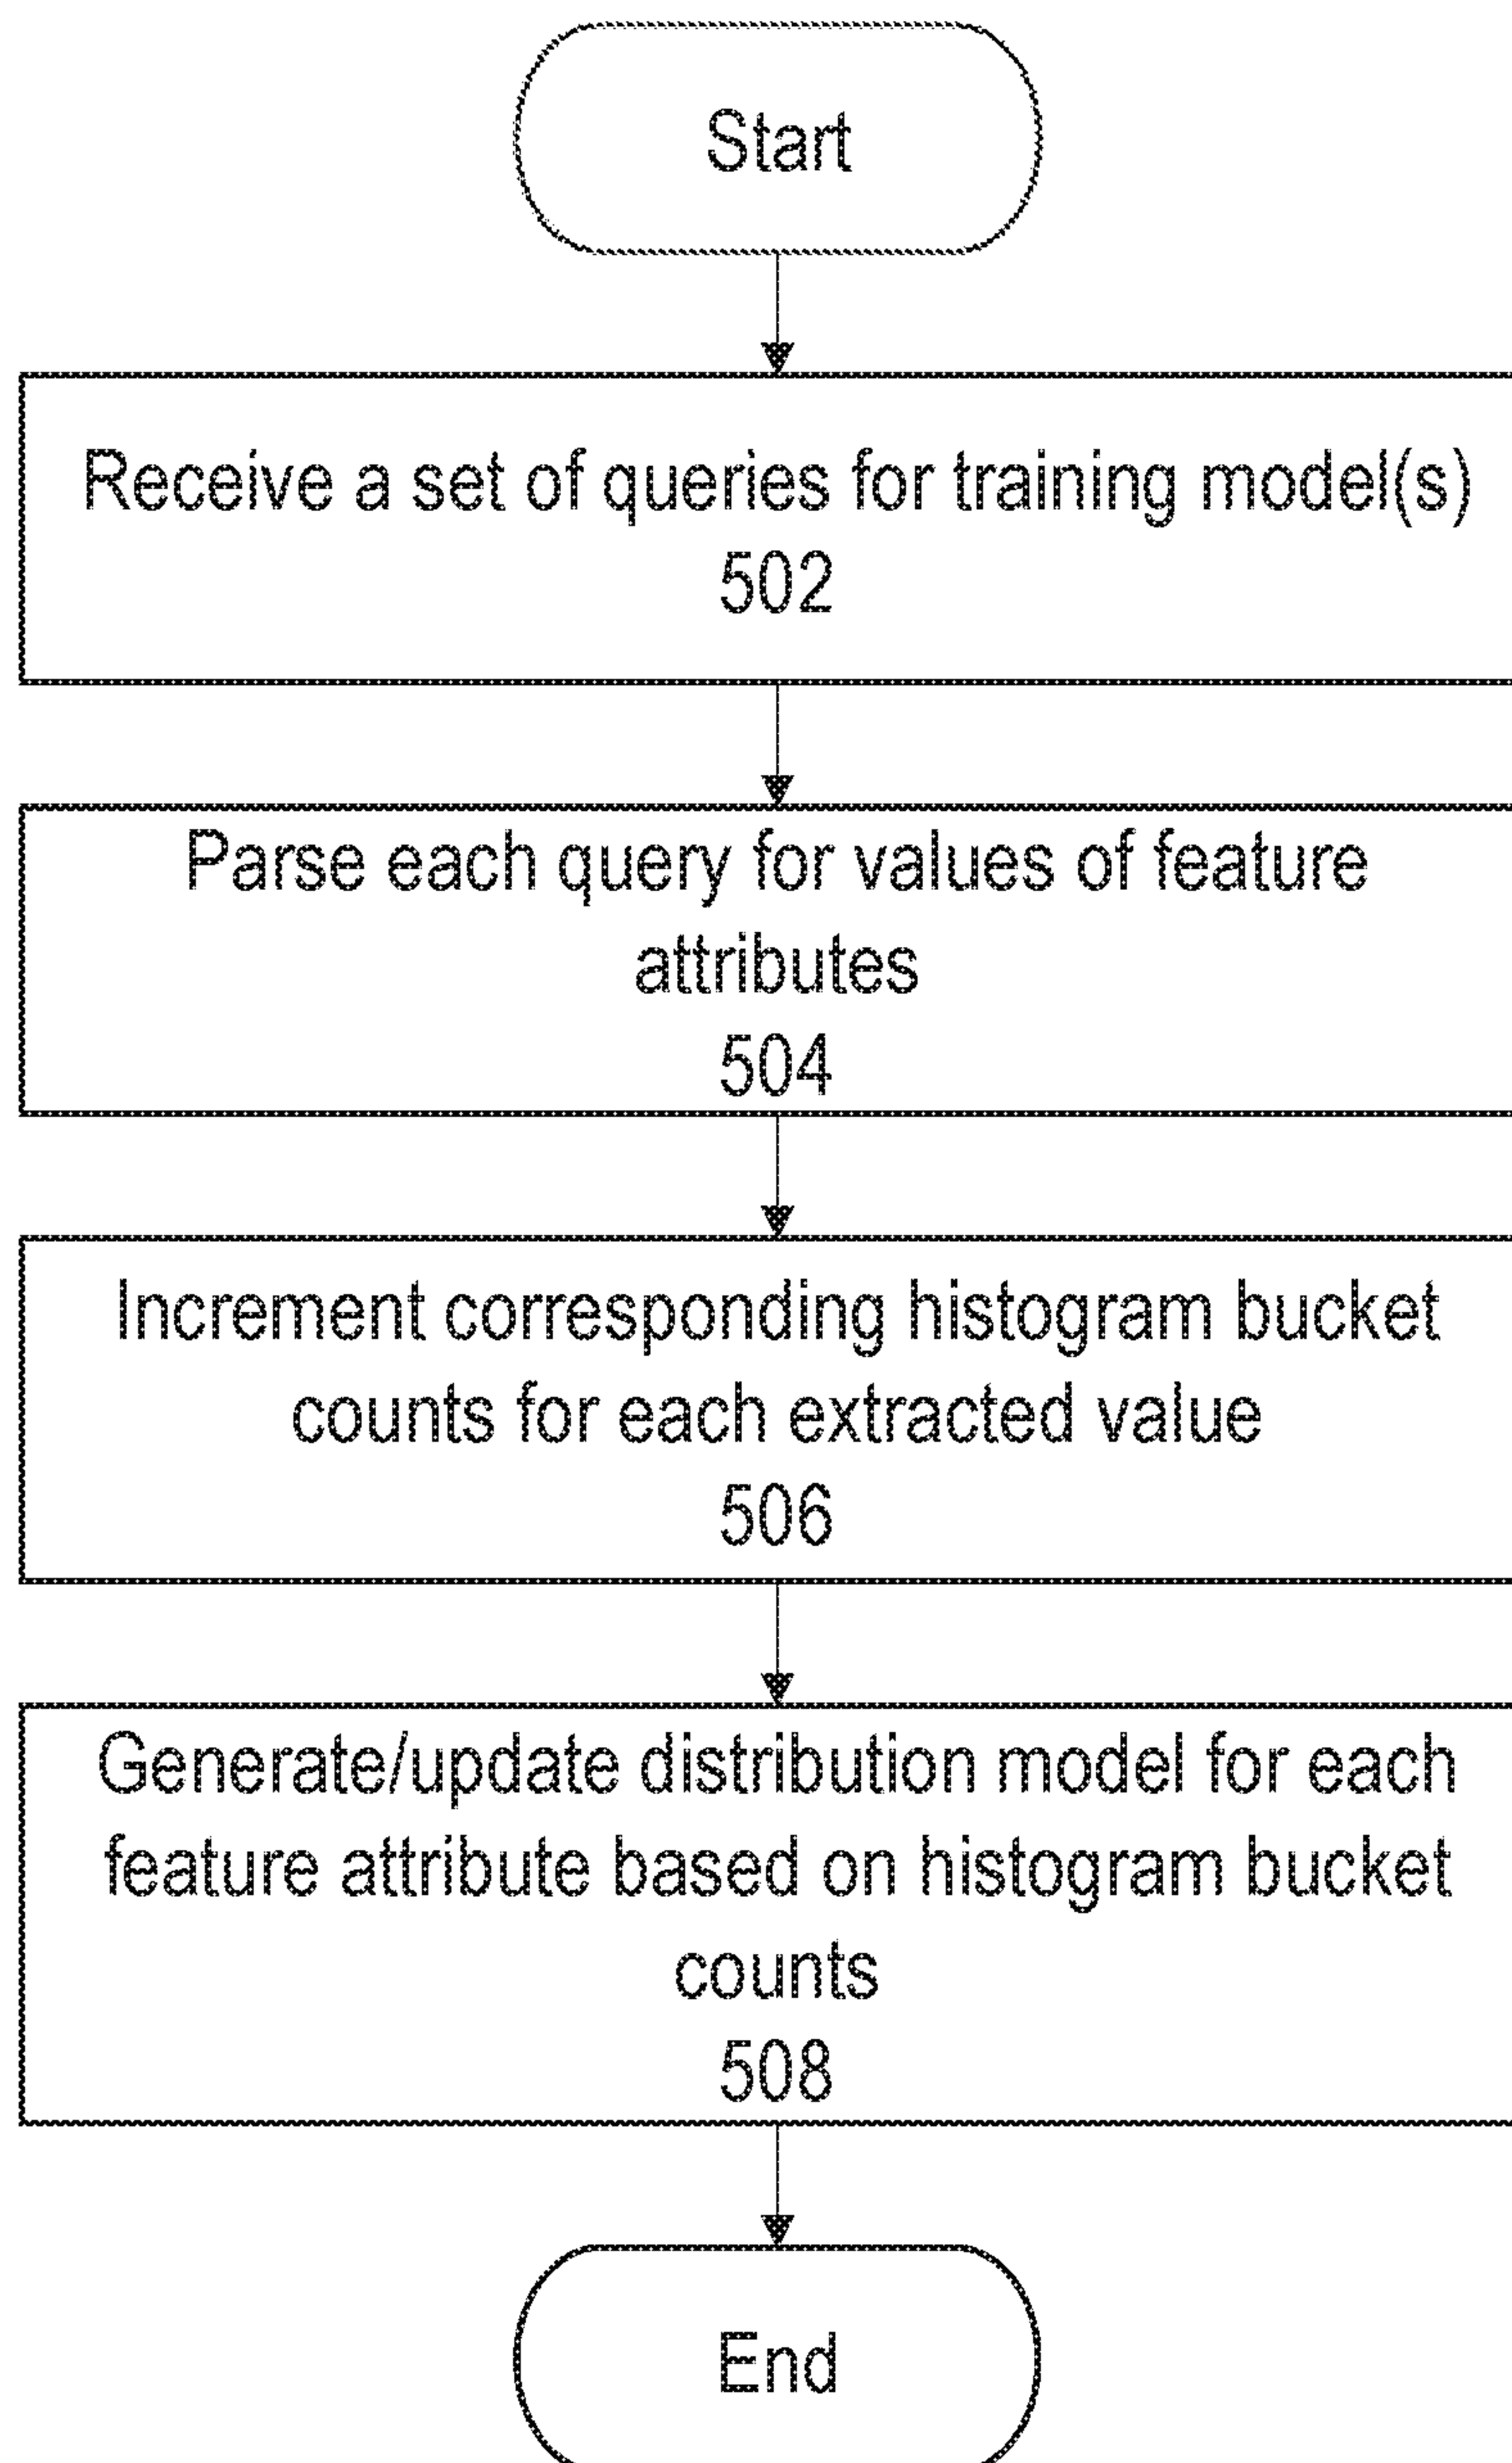 Start
Receive a set of queries for training model(s)
502
Parse each query for values of feature
attributes
504
Increment corresponding histogram bucket
counts for each extracted value
506
Generate/update distribution model for each
feature attribute based on histogram bucket
counts
508
End